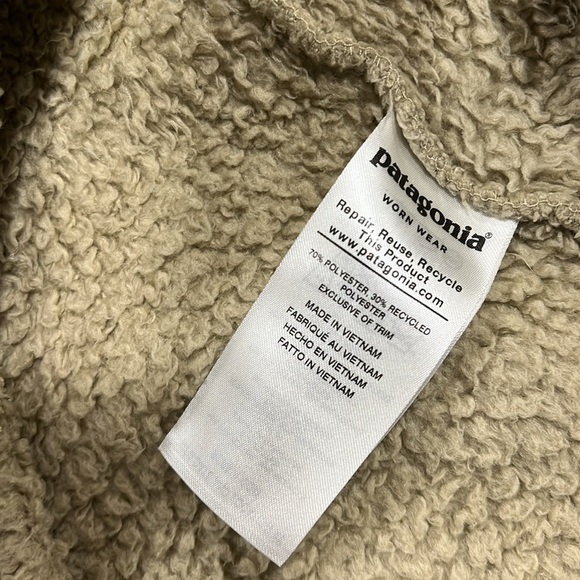 patagonia®
WORN WEAR
Repair, Reuse, Recycle
This Product
www.patagonia.com
70% POLYESTER, 30% RECYCLED
POLYESTER
EXCLUSIVE OF TRIM
MADE IN VIETNAM
FABRIQUÉ AU VIETNAM
HECHO EN VIETNAM
FATTO IN VIETNAM